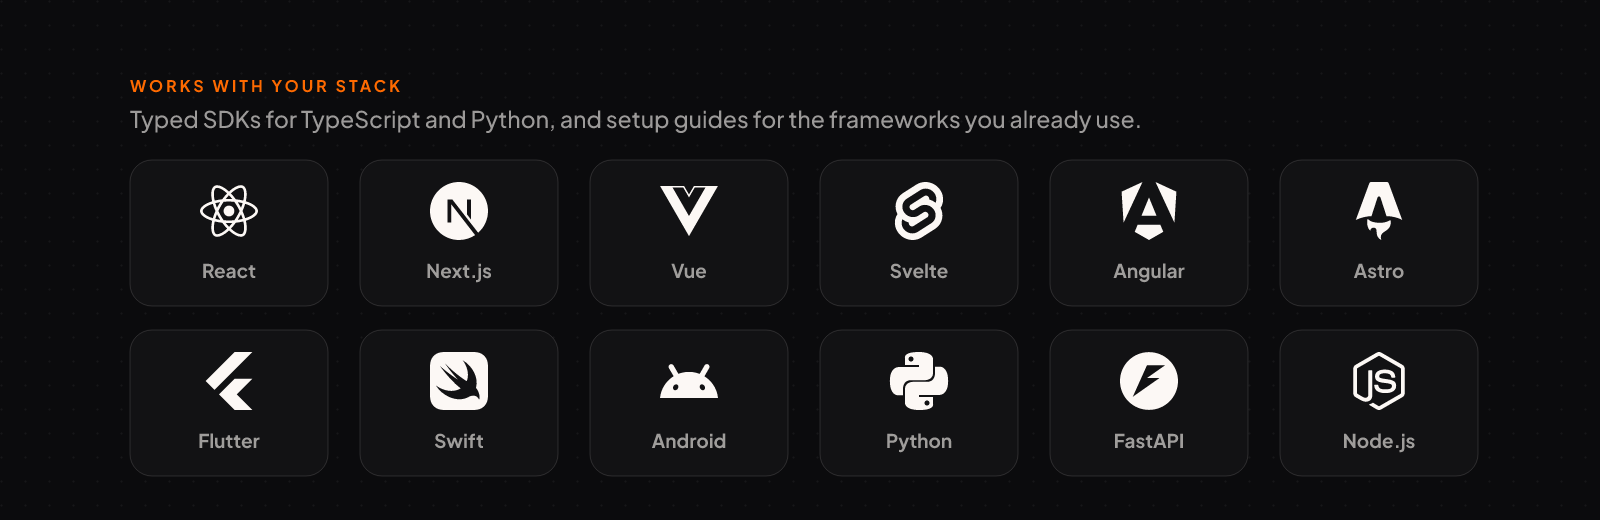 WORKS WITH YOUR STACK
Typed SDKs for TypeScript and Python, and setup guides for the frameworks you already use.
N
React
Next.js
Vue
Svelte
Angular
Astro
JS
Flutter
Swift
Android
Python
FastAPI
Node.js